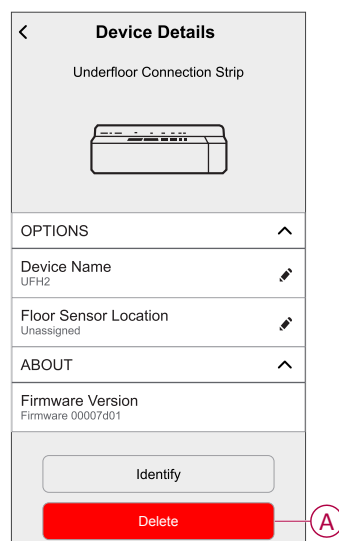 Device Details
Underfloor Connection Strip
OPTIONS
Device Name
UFH2
Floor Sensor Location
Unassigned
ABOUT
Firmware Version
Firmware 00007d01
Identify
Delete
A